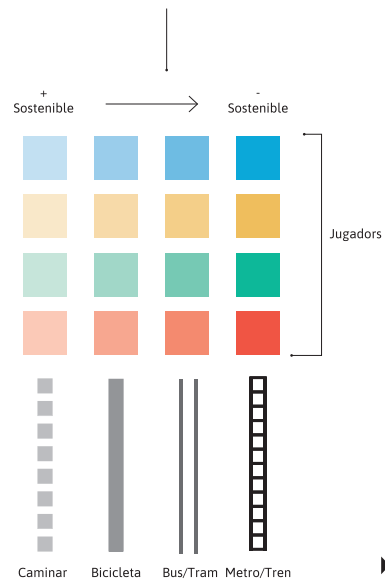 +
Sostenible
-
Sostenible
Jugadors
Caminar
Bicicleta
Bus/Tram
Metro/Tren